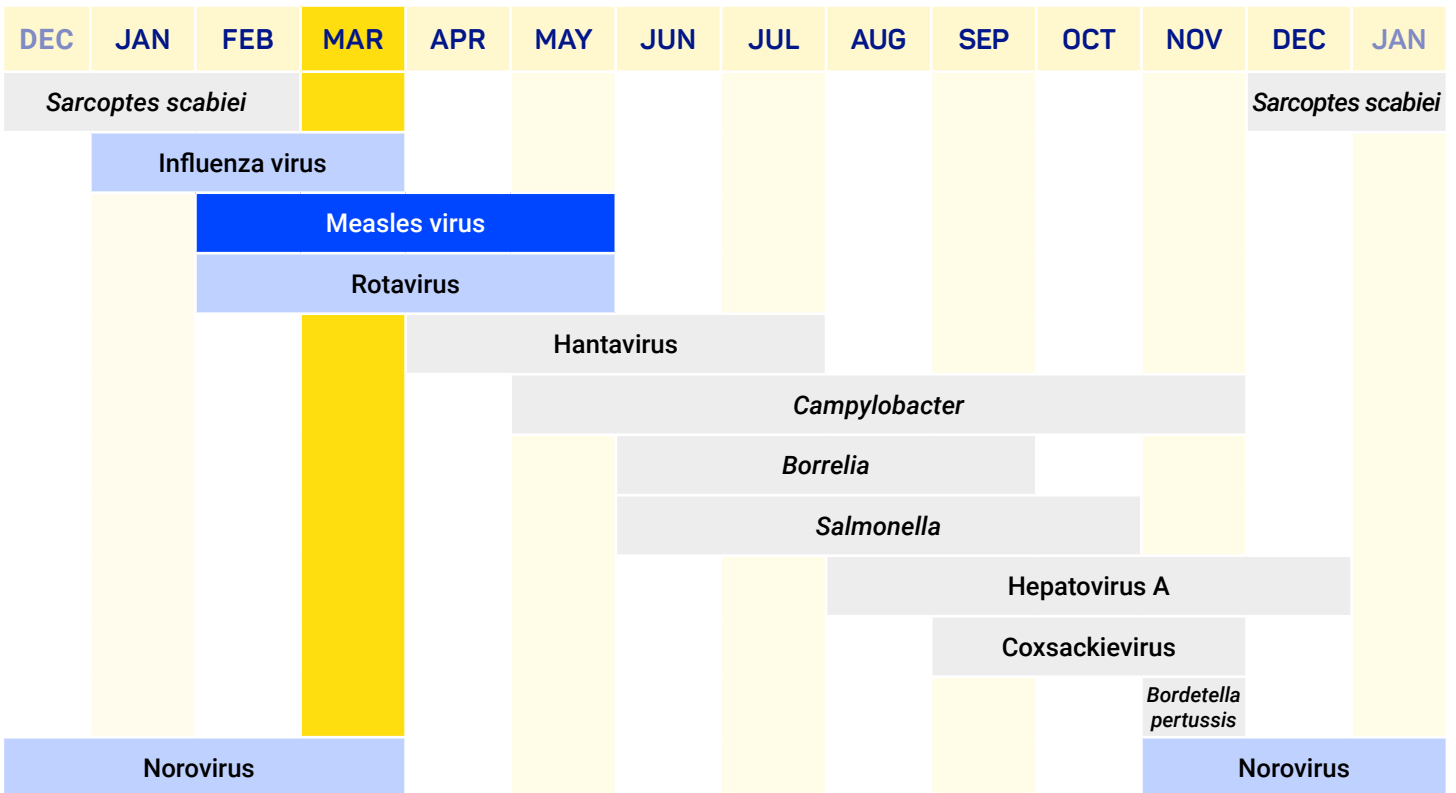 DEC JAN FEB MAR APR MAY JUN JUL AUG SEP OCT NOV DEC JAN
Sarcoptes scabiei Sarcoptes scabiei
Influenza virus
Measles virus
Rotavirus
Hantavirus
Campylobacter
Borrelia
Salmonella
Hepatovirus A
Coxsackievirus
Bordetella
pertussis
Norovirus Norovirus